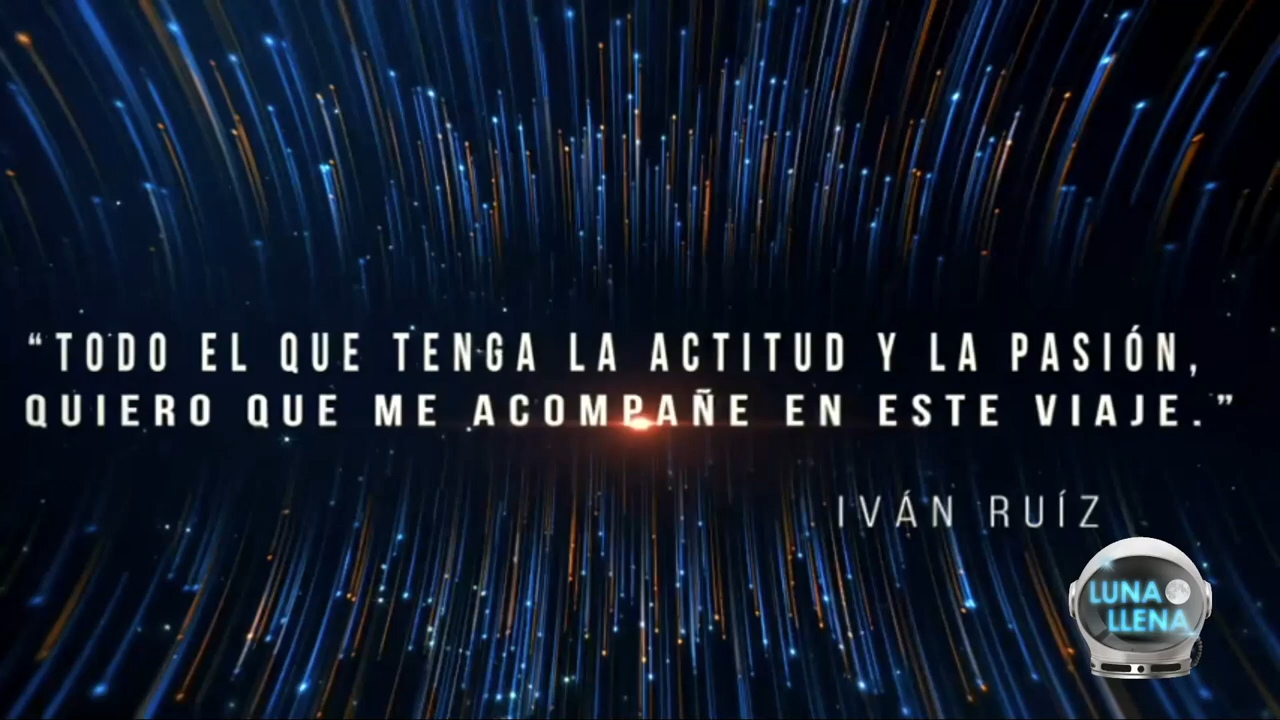 “TODO EL QUE TENGA LA ACTITUD Y LA PASIÓN,
QUIERO QUE ME ACOMPAÑE EN ESTE VIAJE.”
IVÁN RUÍZ
LUNA
LLENA